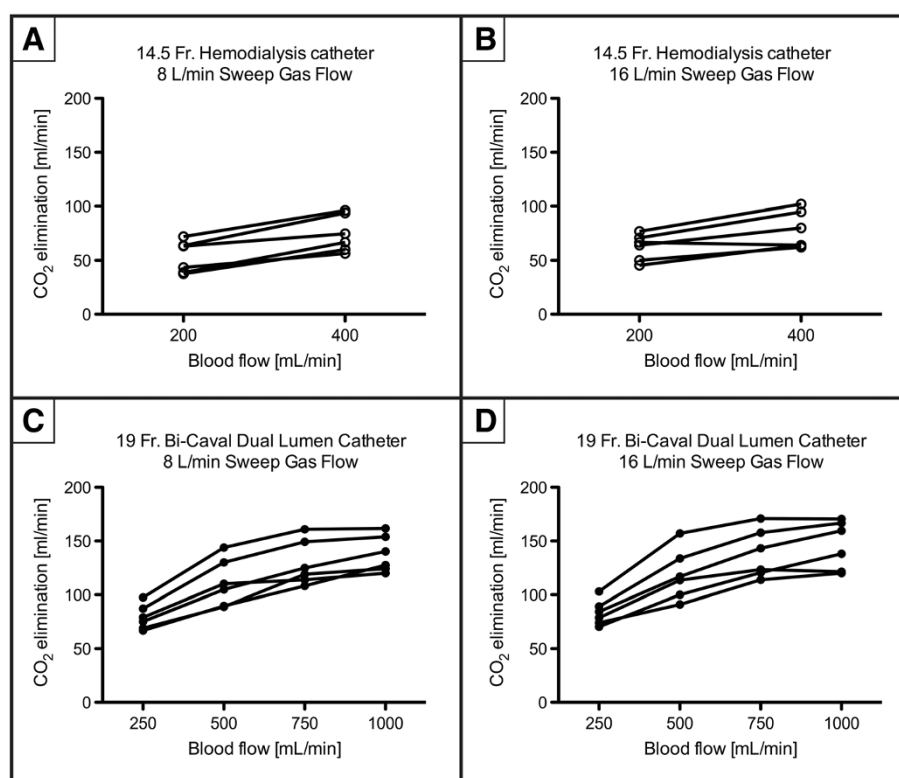 A
14.5 Fr. Hemodialysis catheter
8 L/min Sweep Gas Flow
CO2 elimination [ml/min]
200
150
100
50
0
200
400
Blood flow [mL/min]
B
14.5 Fr. Hemodialysis catheter
16 L/min Sweep Gas Flow
CO2 elimination [ml/min]
200
150
100
50
0
200
400
Blood flow [mL/min]
C
19 Fr. Bi-Caval Dual Lumen Catheter
8 L/min Sweep Gas Flow
CO2 elimination [ml/min]
200
150
100
50
0
250
500
750
1000
Blood flow [mL/min]
D
19 Fr. Bi-Caval Dual Lumen Catheter
16 L/min Sweep Gas Flow
CO2 elimination [ml/min]
200
150
100
50
0
250
500
750
1000
Blood flow [mL/min]